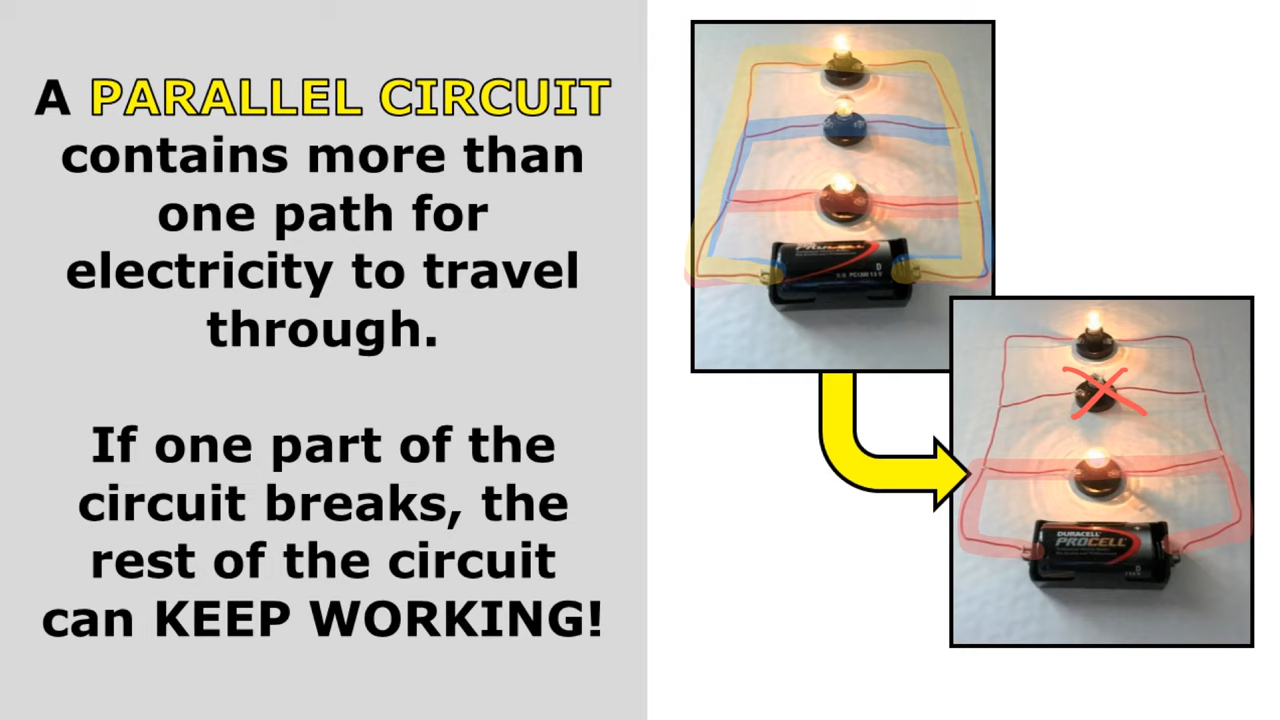 A PARALLEL CIRCUIT
contains more than
one path for
electricity to travel
through.
If one part of the
circuit breaks, the
rest of the circuit
can KEEP WORKING!
PROCELL
D
DURACELL
PROCELL
D